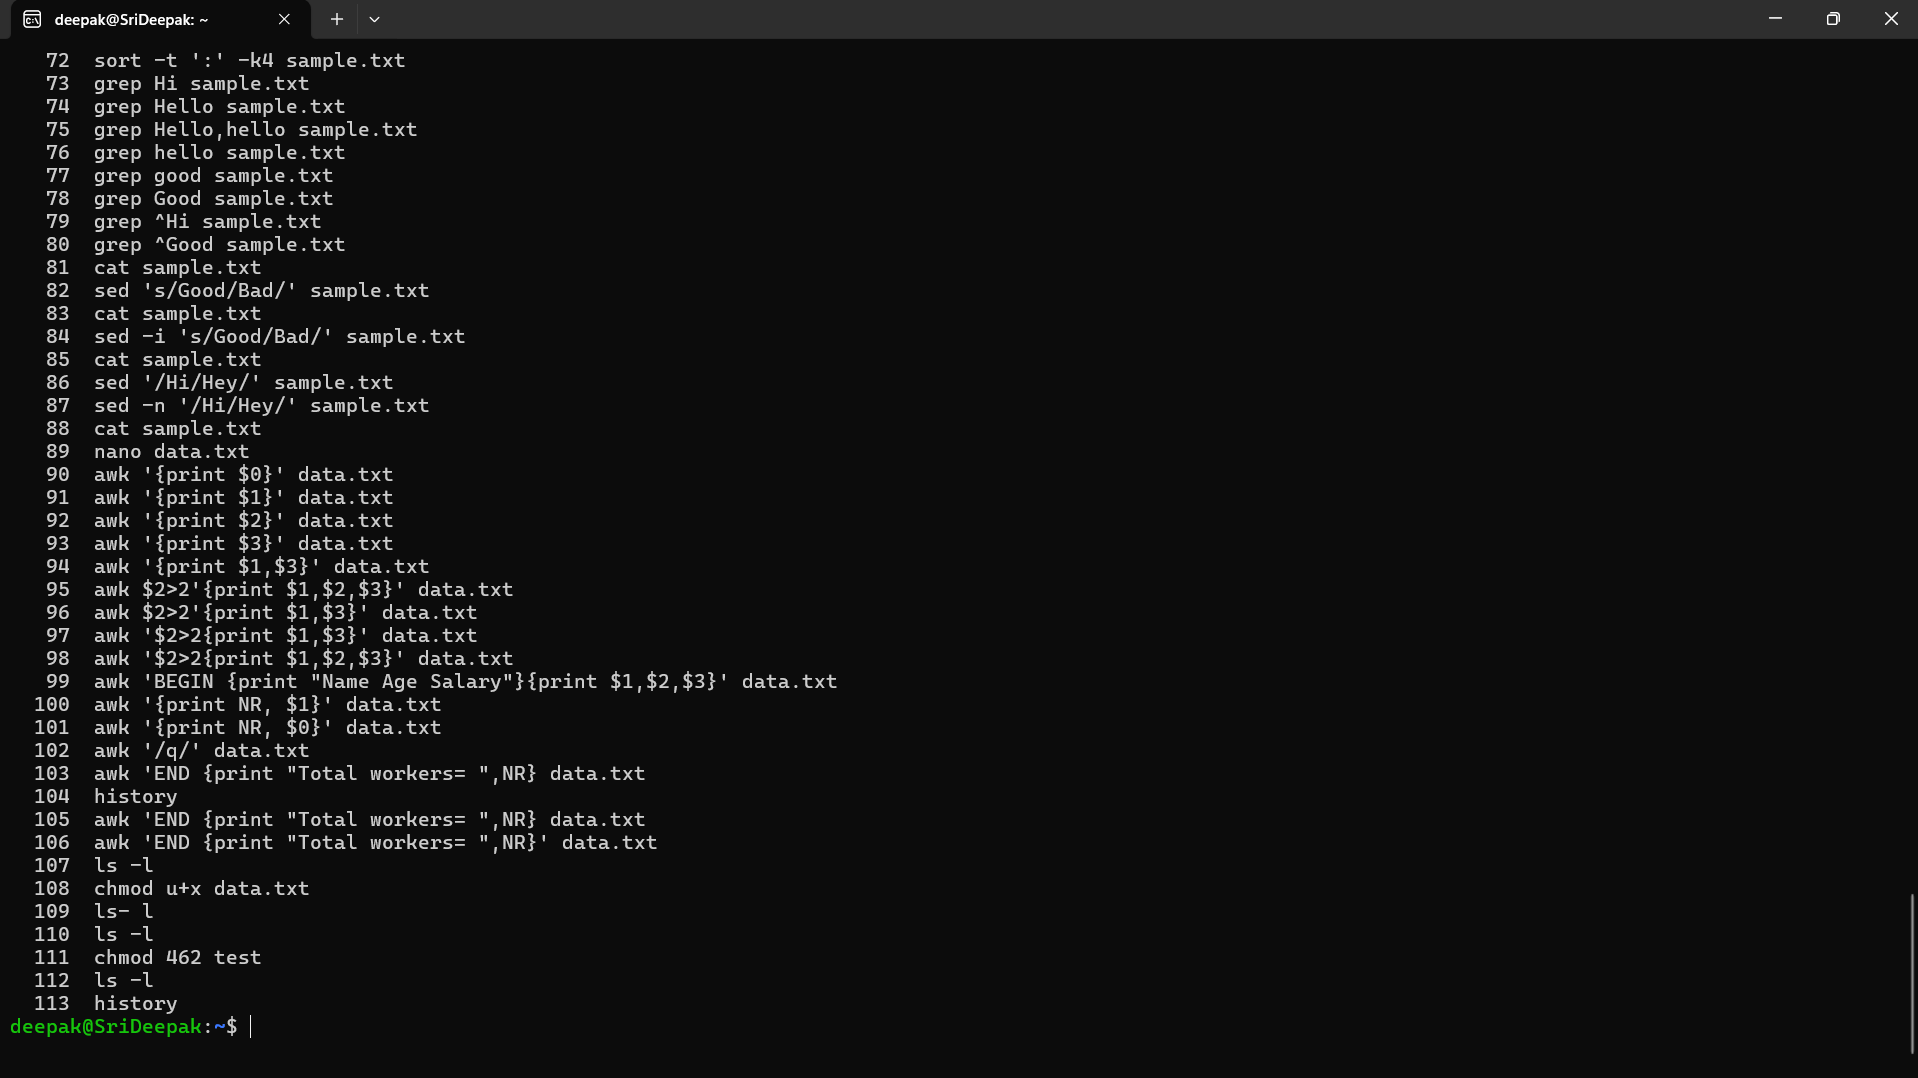 deepak@SriDeepak: ~
72 sort -t ':' -k4 sample.txt
73 grep Hi sample.txt
74 grep Hello sample.txt
75 grep Hello,hello sample.txt
76 grep hello sample.txt
77 grep good sample.txt
78 grep Good sample.txt
79 grep ^Hi sample.txt
80 grep ^Good sample.txt
81 cat sample.txt
82 sed 's/Good/Bad/' sample.txt
83 cat sample.txt
84 sed -i 's/Good/Bad/' sample.txt
85 cat sample.txt
86 sed '/Hi/Hey/' sample.txt
87 sed -n '/Hi/Hey/' sample.txt
88 cat sample.txt
89 nano data.txt
90 awk '{print $0}' data.txt
91 awk '{print $1}' data.txt
92 awk '{print $2}' data.txt
93 awk '{print $3}' data.txt
94 awk '{print $1,$3}' data.txt
95 awk $2>2'{print $1,$2,$3}' data.txt
96 awk $2>2'{print $1,$3}' data.txt
97 awk '$2>2{print $1,$3}' data.txt
98 awk '$2>2{print $1,$2,$3}' data.txt
99 awk 'BEGIN {print "Name Age Salary"}{print $1,$2,$3}' data.txt
100 awk '{print NR, $1}' data.txt
101 awk '{print NR, $0}' data.txt
102 awk '/q/' data.txt
103 awk 'END {print "Total workers= ",NR} data.txt
104 history
105 awk 'END {print "Total workers= ",NR} data.txt
106 awk 'END {print "Total workers= ",NR}' data.txt
107 ls -l
108 chmod u+x data.txt
109 ls- l
110 ls -l
111 chmod 462 test
112 ls -l
113 history
deepak@SriDeepak:~$